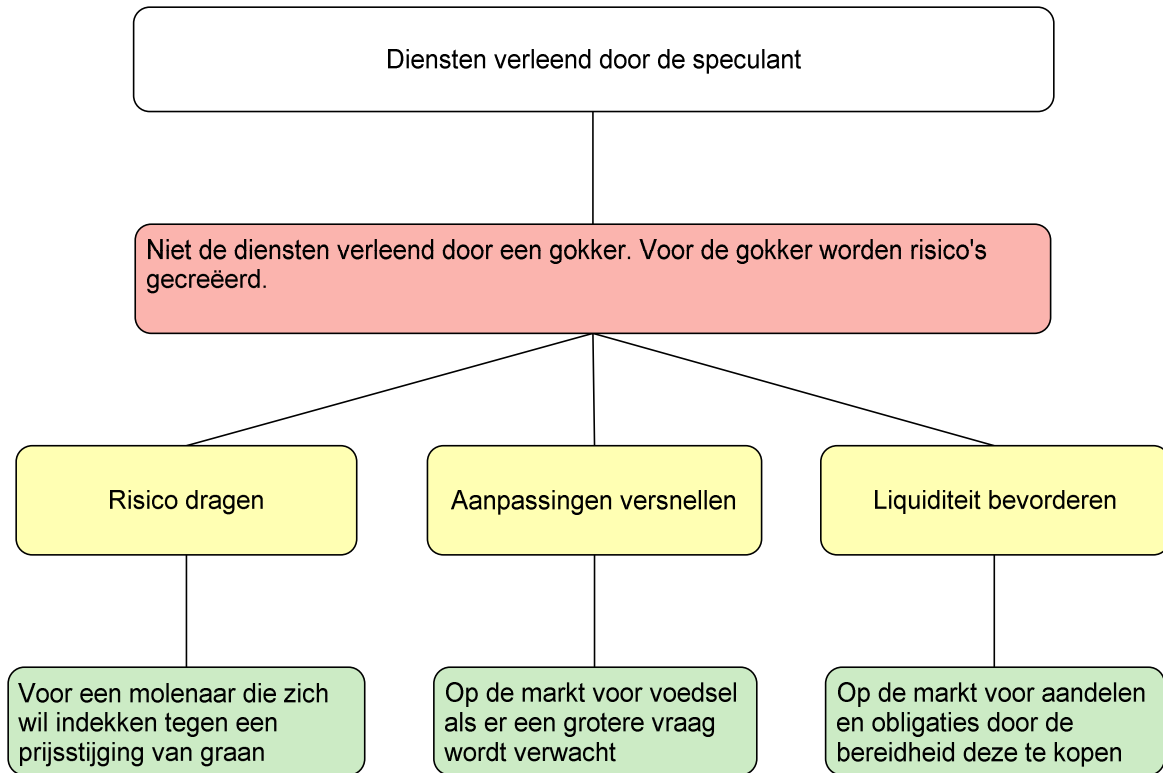 Diensten verleend door de speculant
Niet de diensten verleend door een gokker. Voor de gokker worden risico's
gecreëerd.
Risico dragen
Aanpassingen versnellen
Liquiditeit bevorderen
Voor een molenaar die zich
wil indekken tegen een
prijsstijging van graan
Op de markt voor voedsel
als er een grotere vraag
wordt verwacht
Op de markt voor aandelen
en obligaties door de
bereidheid deze te kopen